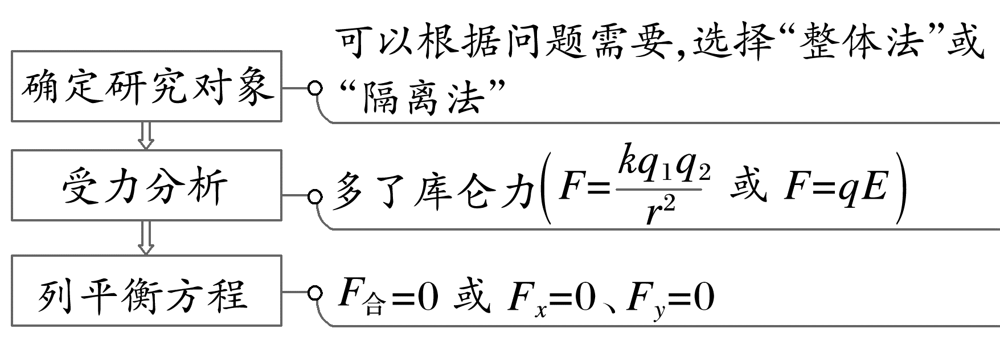 确定研究对象
可以根据问题需要,选择“整体法”或
“隔离法”
受力分析
多了库仑力(F=kq₁q₂/r² 或 F=qE)
列平衡方程
F合=0 或 Fₓ=0、Fy=0